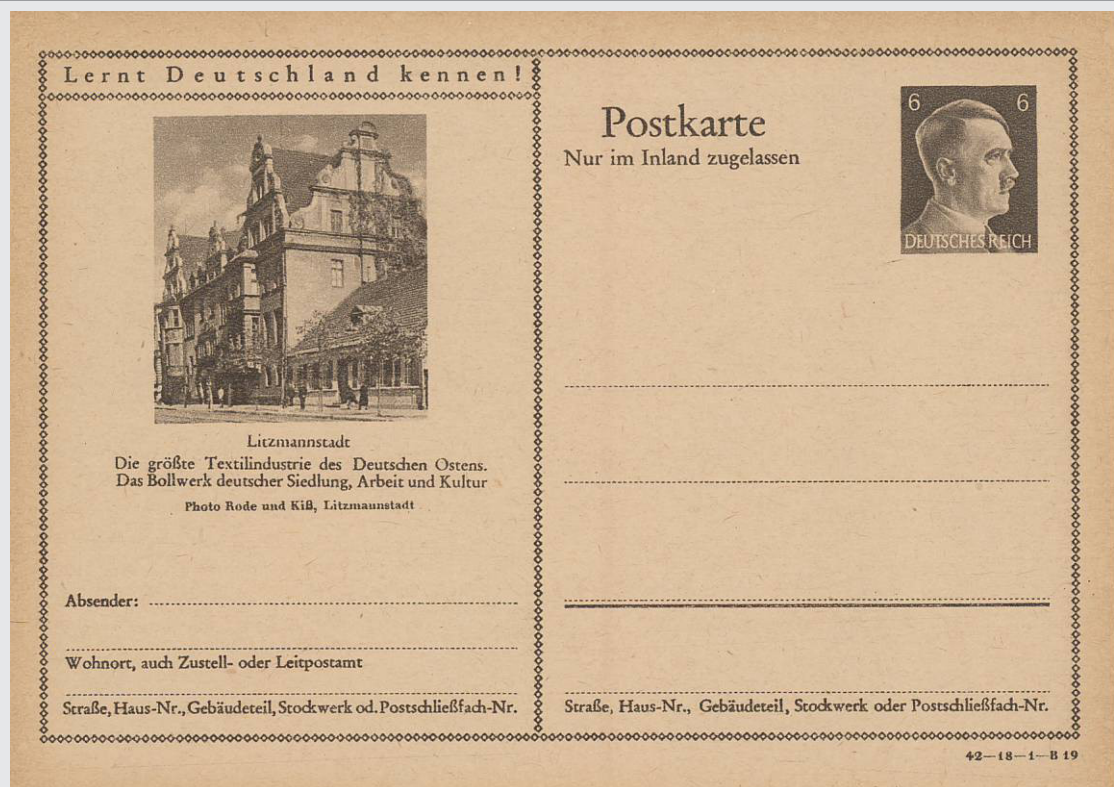 Lernt Deutschland kennen!
Litzmannstadt
Die größte Textilindustrie des Deutschen Ostens.
Das Bollwerk deutscher Siedlung, Arbeit und Kultur
Photo Rode und Kiß, Litzmannstadt
Absender:
Wohnort, auch Zustell- oder Leitpostamt
Straße, Haus-Nr., Gebäudeteil, Stockwerk od. Postschließfach-Nr.
Postkarte
Nur im Inland zugelassen
6 6
DEUTSCHES REICH
Straße, Haus-Nr., Gebäudeteil, Stockwerk oder Postschließfach-Nr.
42—18—1—B 19